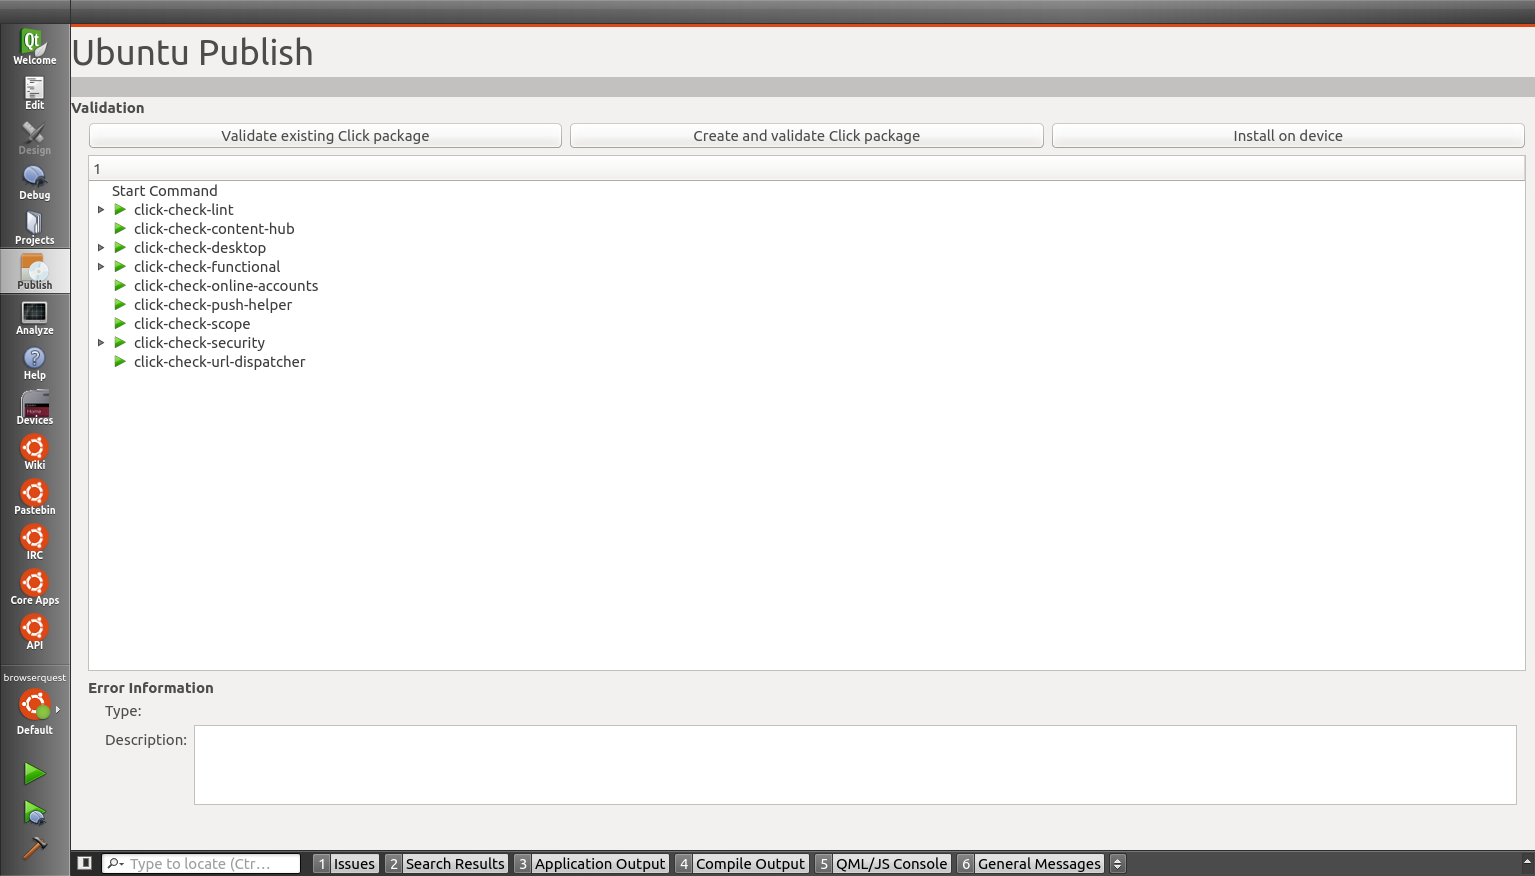 Ubuntu Publish
Welcome
Edit
Design
Debug
Projects
Publish
Analyze
Help
Devices
Home
Wiki
Pastebin
IRC
Core Apps
API
browserquest
Default
Validation
Validate existing Click package
Create and validate Click package
Install on device
1
Start Command
click-check-lint
click-check-content-hub
click-check-desktop
click-check-functional
click-check-online-accounts
click-check-push-helper
click-check-scope
click-check-security
click-check-url-dispatcher
Error Information
Type:
Description:
Type to locate (Ctr...
1 Issues
2 Search Results
3 Application Output
4 Compile Output
5 QML/JS Console
6 General Messages